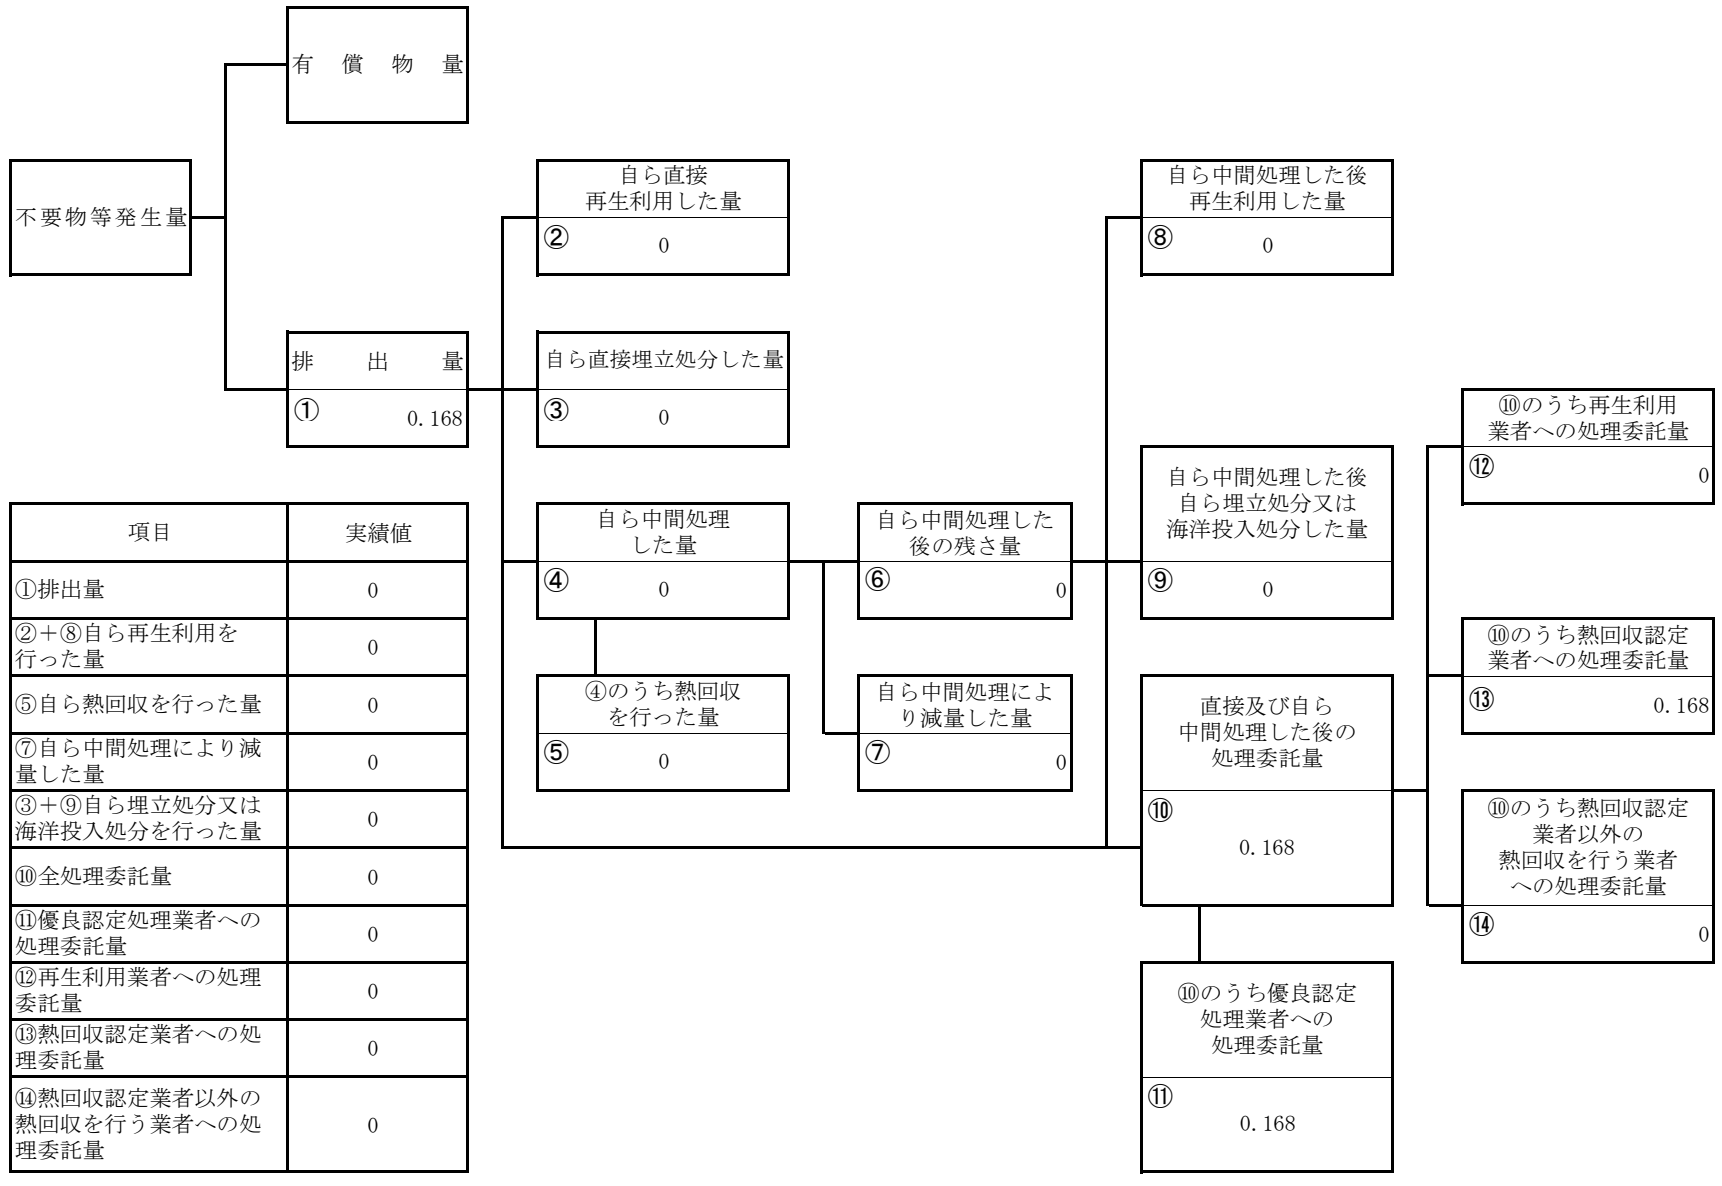 有償物量
不要物等発生量
自ら直接
再生利用した量
② 0
自ら中間処理した後
再生利用した量
⑧ 0
排出量
① 0.168
自ら直接埋立処分した量
③ 0
⑩のうち再生利用
業者への処理委託量
⑫ 0
自ら中間処理した後
自ら埋立処分又は
海洋投入処分した量
⑨ 0
自ら中間処理
した量
④ 0
自ら中間処理した
後の残さ量
⑥ 0
⑩のうち熱回収認定
業者への処理委託量
⑬ 0.168
④のうち熱回収
を行った量
⑤ 0
自ら中間処理によ
り減量した量
⑦ 0
直接及び自ら
中間処理した後の
処理委託量
⑩
0.168
⑩のうち熱回収認定
業者以外の
熱回収を行う業者
への処理委託量
⑭ 0
⑩のうち優良認定
処理業者への
処理委託量
⑪
0.168
項目 実績値
①排出量 0
②＋⑧自ら再生利用を
行った量 0
⑤自ら熱回収を行った量 0
⑦自ら中間処理により減
量した量 0
③＋⑨自ら埋立処分又は
海洋投入処分を行った量 0
⑩全処理委託量 0
⑪優良認定処理業者への
処理委託量 0
⑫再生利用業者への処理
委託量 0
⑬熱回収認定業者への処
理委託量 0
⑭熱回収認定業者以外の
熱回収を行う業者への処 0
理委託量